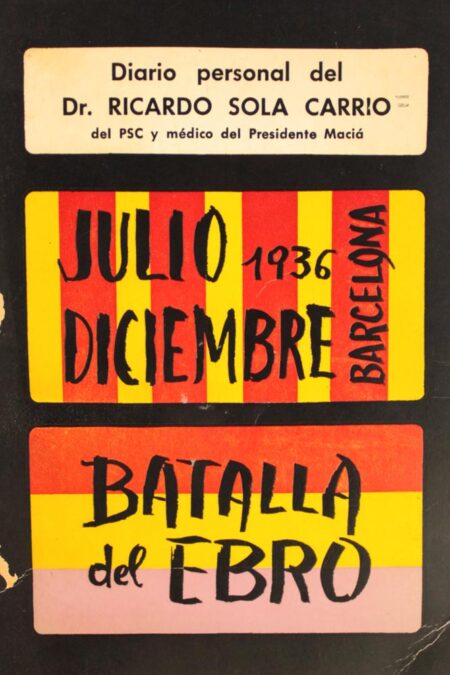 Diario personal del
Dr. RICARDO SOLA CARRIO
del PSC y médico del Presidente Maciá
JULIO 1936
DICIEMBRE
BARCELONA
BATALLA
del EBRO